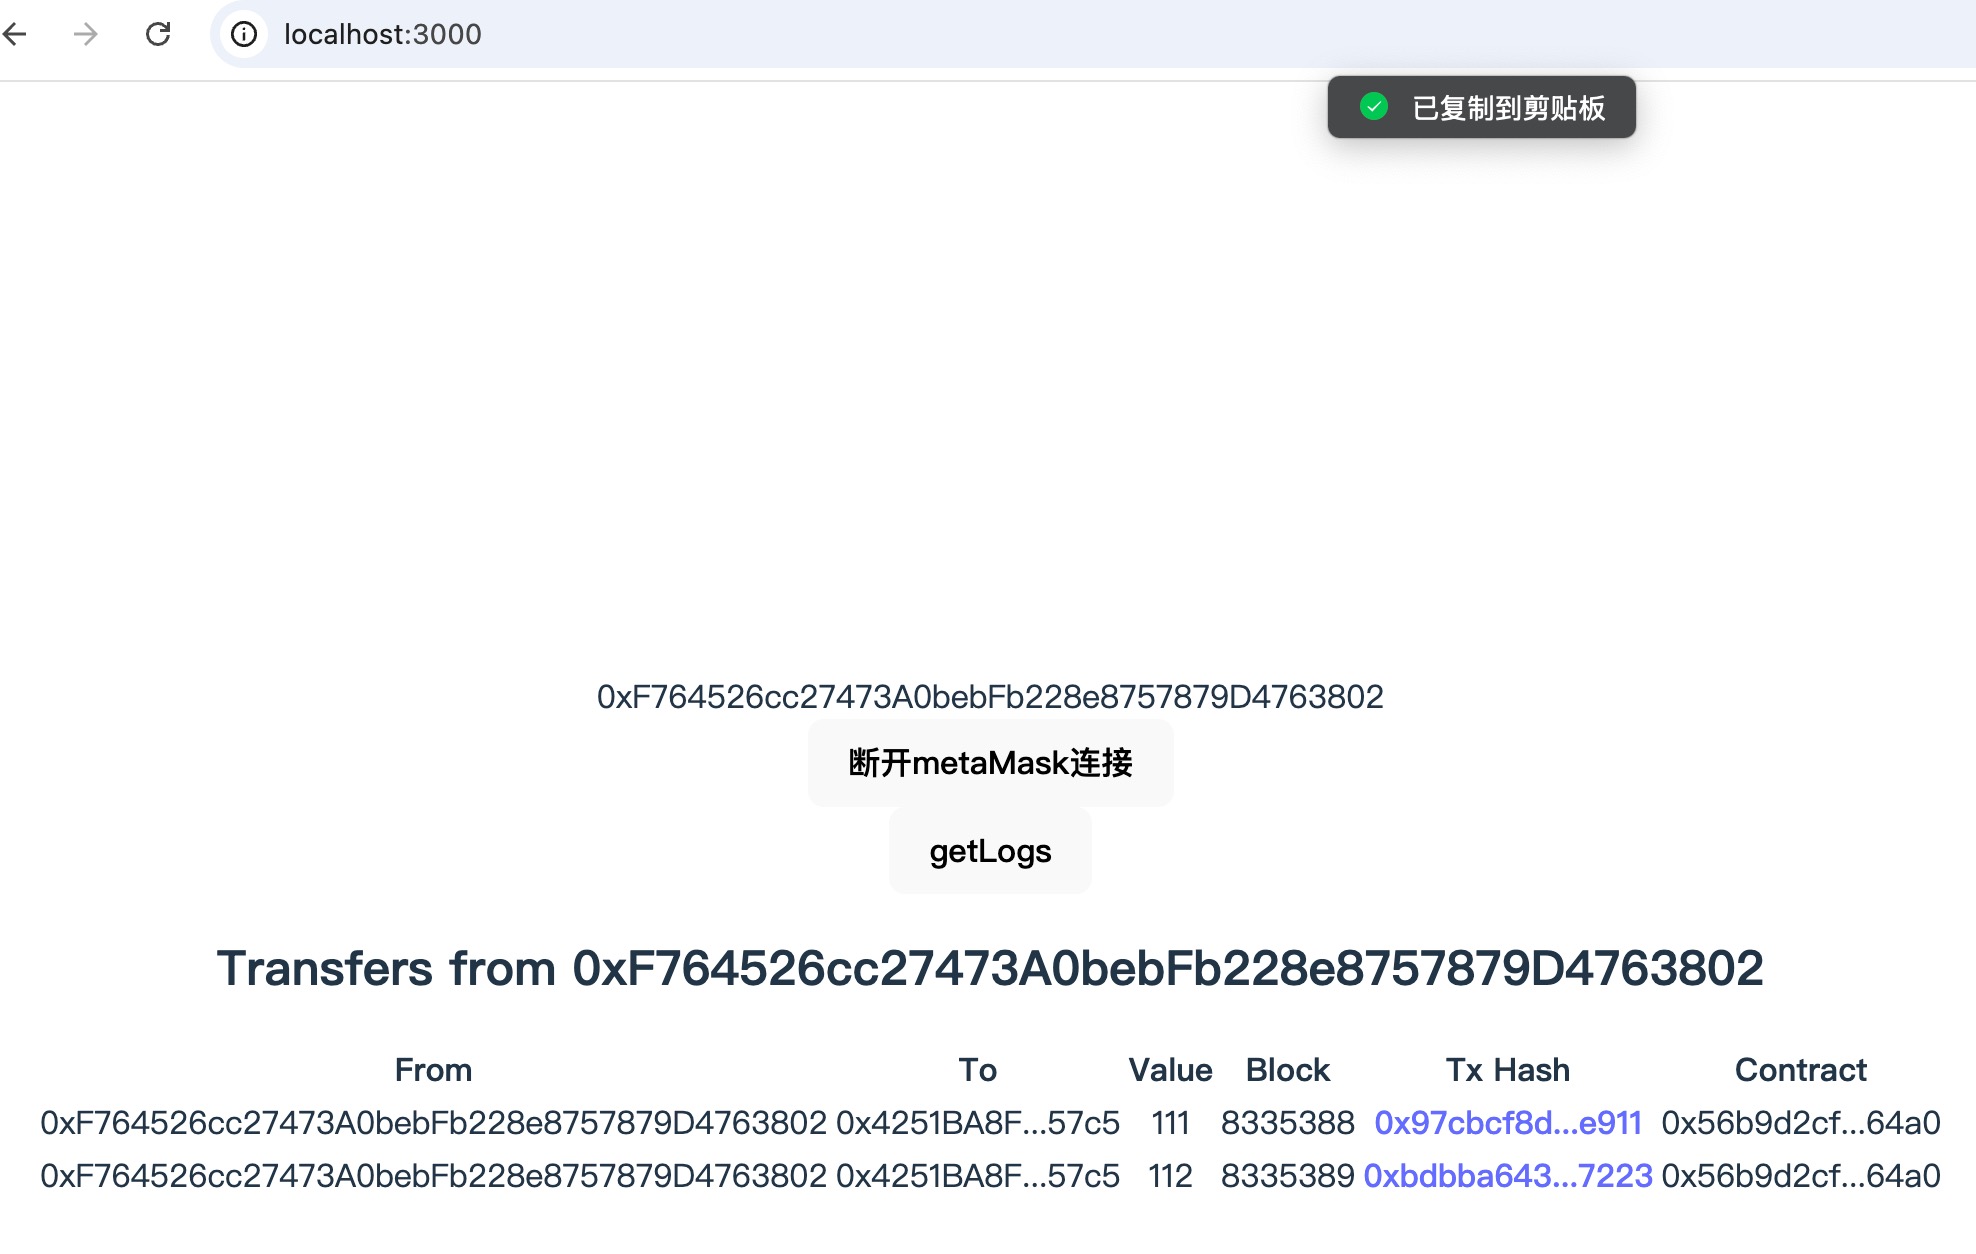 localhost:3000
已复制到剪贴板
0xF764526cc27473A0bebFb228e8757879D4763802
断开metaMask连接
getLogs
Transfers from 0xF764526cc27473A0bebFb228e8757879D4763802
From To Value Block Tx Hash Contract
0xF764526cc27473A0bebFb228e8757879D4763802 0x4251BA8F...57c5 111 8335388 0x97cbcf8d...e911 0x56b9d2cf...64a0
0xF764526cc27473A0bebFb228e8757879D4763802 0x4251BA8F...57c5 112 8335389 0xbdbba643...7223 0x56b9d2cf...64a0